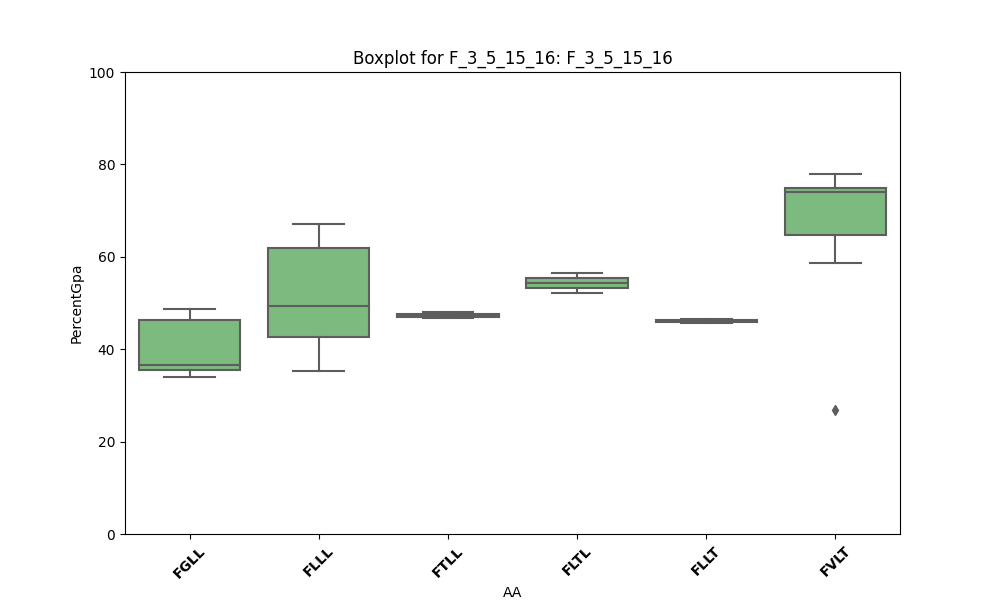 Boxplot for F_3_5_15_16: F_3_5_15_16
100
80
60
40
20
0
PercentGpa
FGLL
FLLL
FTLL
FLTL
FLLT
FVLT
AA